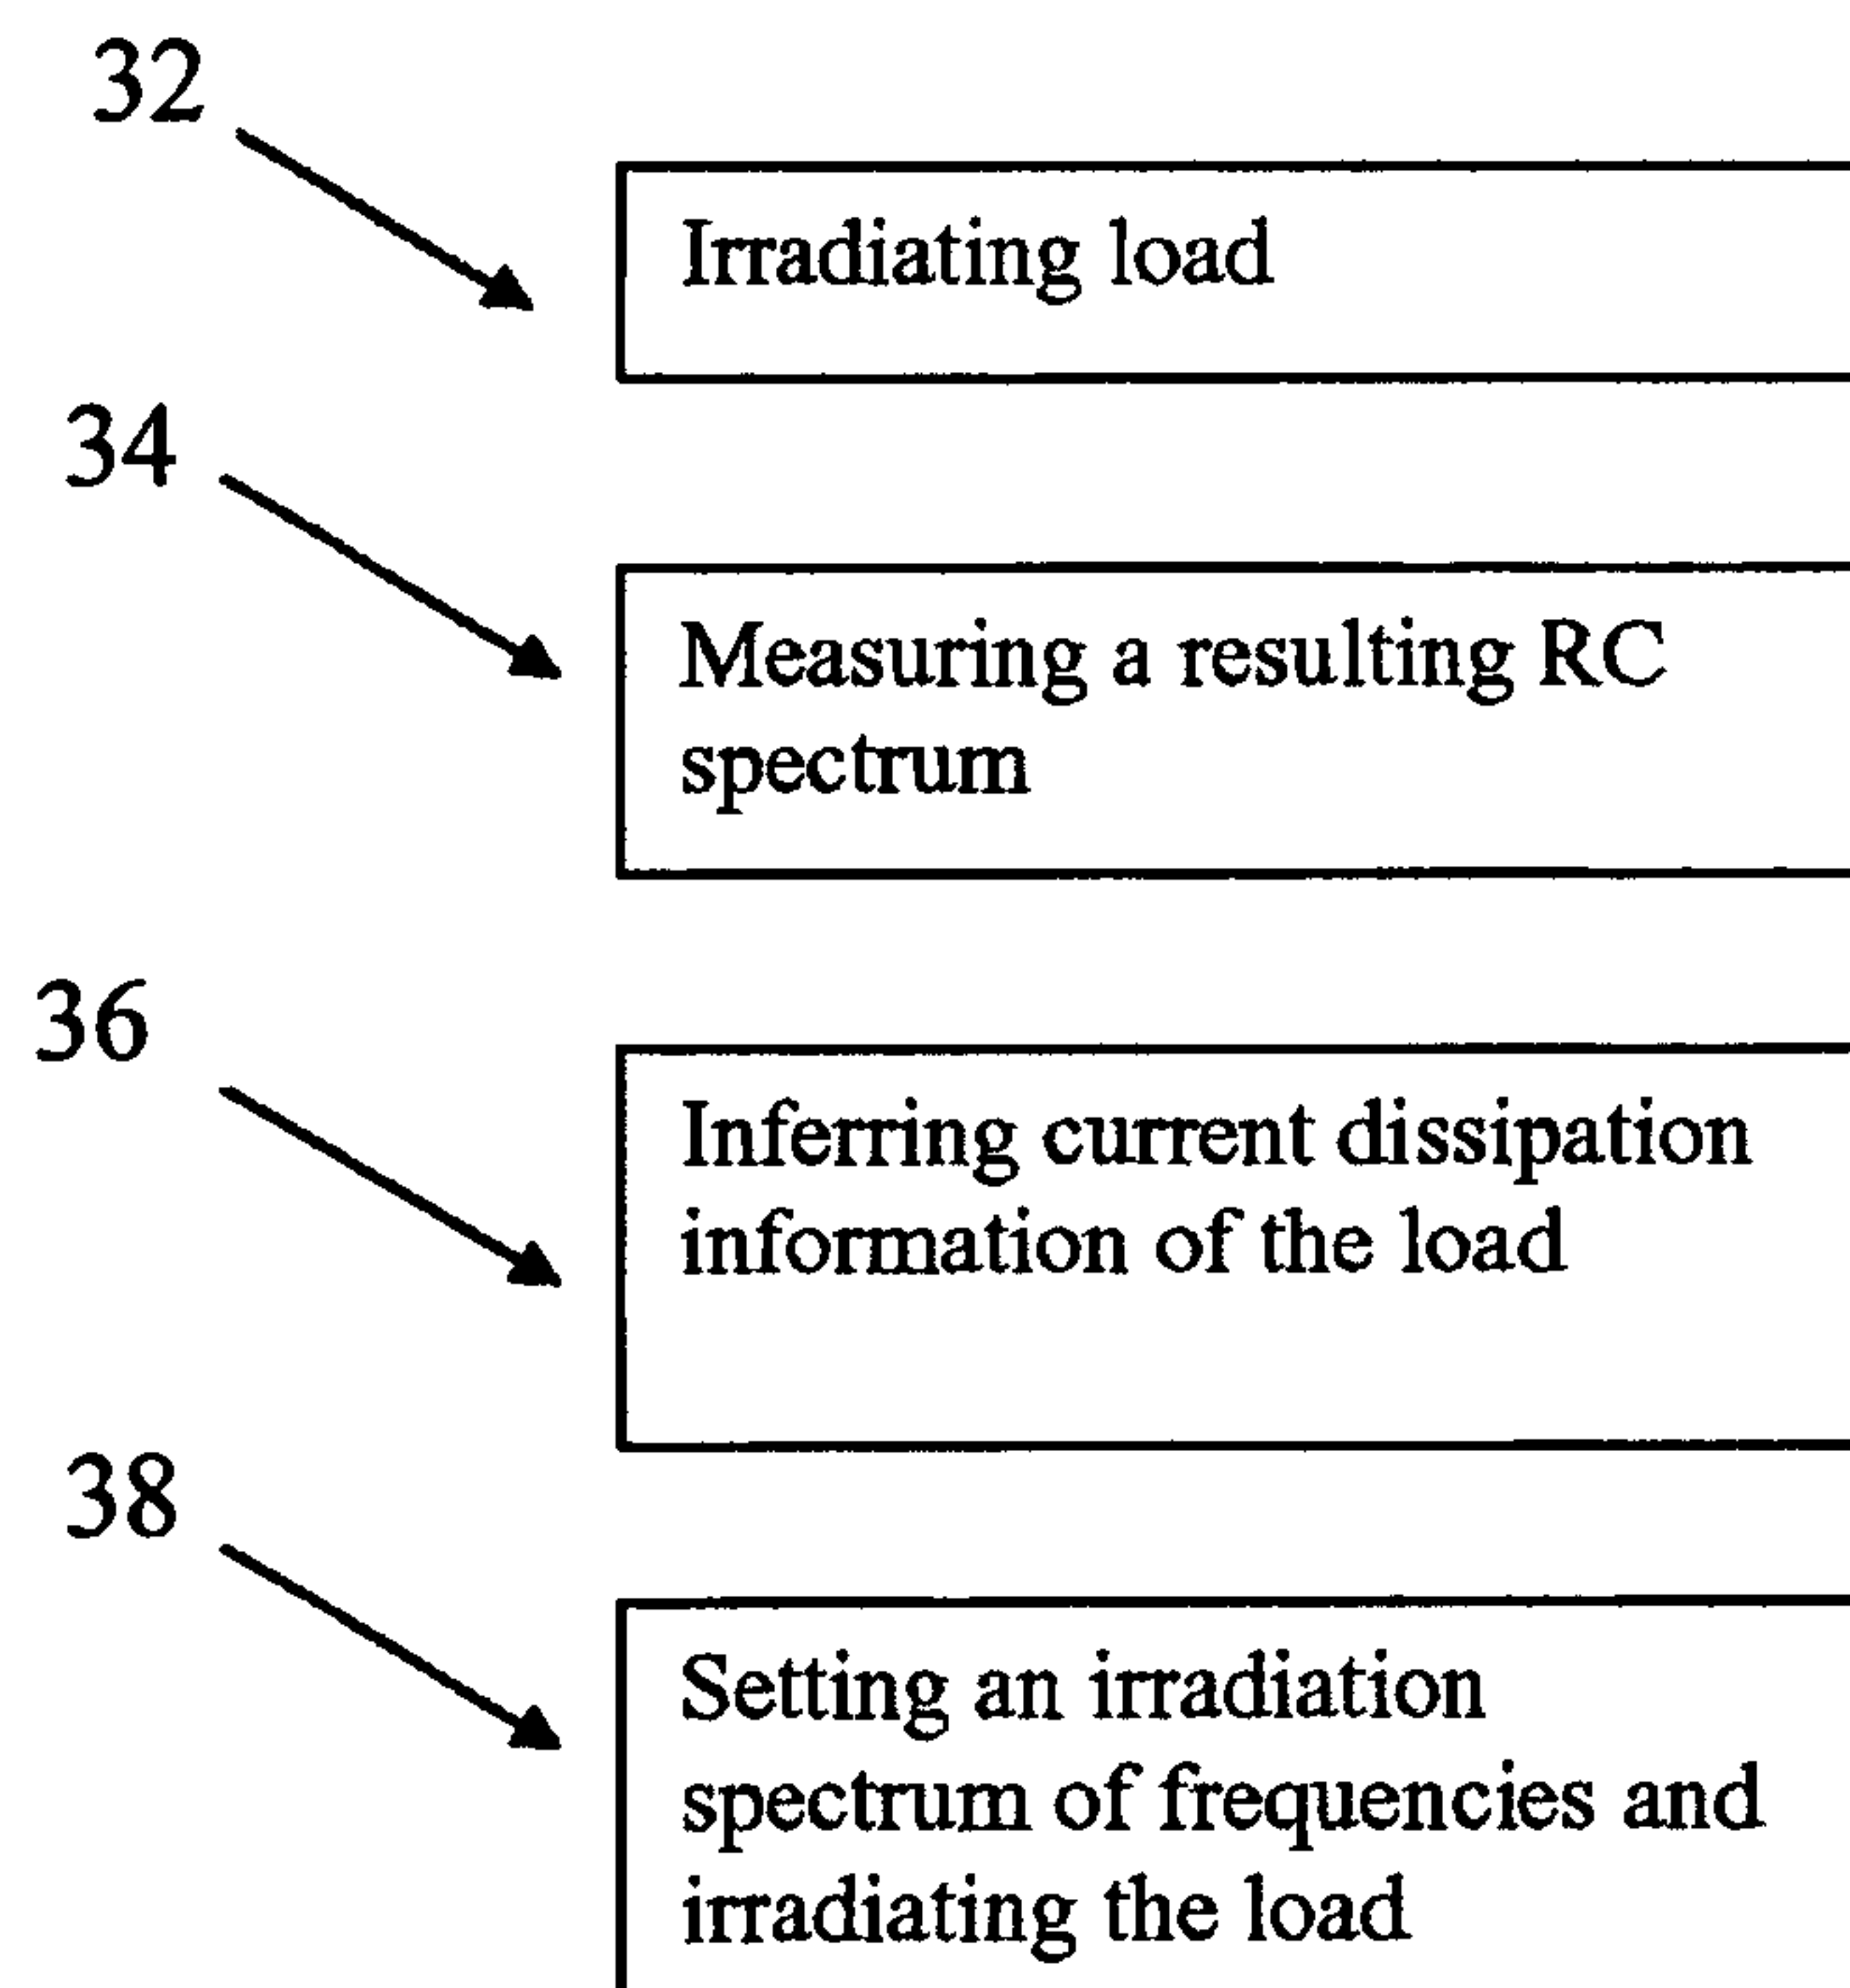 32
Irradiating load
34
Measuring a resulting RC
spectrum
36
Inferring current dissipation
information of the load
38
Setting an irradiation
spectrum of frequencies and
irradiating the load